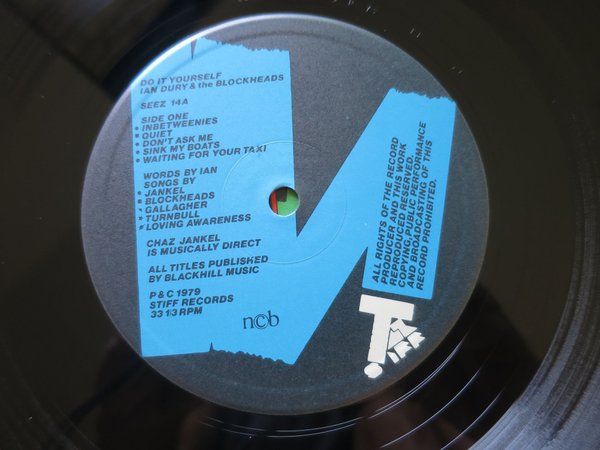 DO IT YOURSELF
IAN DURY & the BLOCKHEADS
SEEZ 14A
SIDE ONE
INBETWEENIES
QUIET
DON'T ASK ME
SINK MY BOATS
WAITING FOR YOUR TAXI
WORDS BY IAN
SONGS BY
JANKEL
BLOCKHEADS
GALLAGHER
TURNBULL
LOVING AWARENESS
CHAZ JANKEL
IS MUSICALLY DIRECT
ALL TITLES PUBLISHED
BY BLACKHILL MUSIC
P & C 1979
STIFF RECORDS
33 1/3 RPM
n©b
ALL RIGHTS OF THE RECORD
PRODUCER AND THIS WORK
REPRODUCED RESERVED.
COPYING, PUBLIC PERFORMANCE
AND BROADCASTING OF THIS
RECORD PROHIBITED.